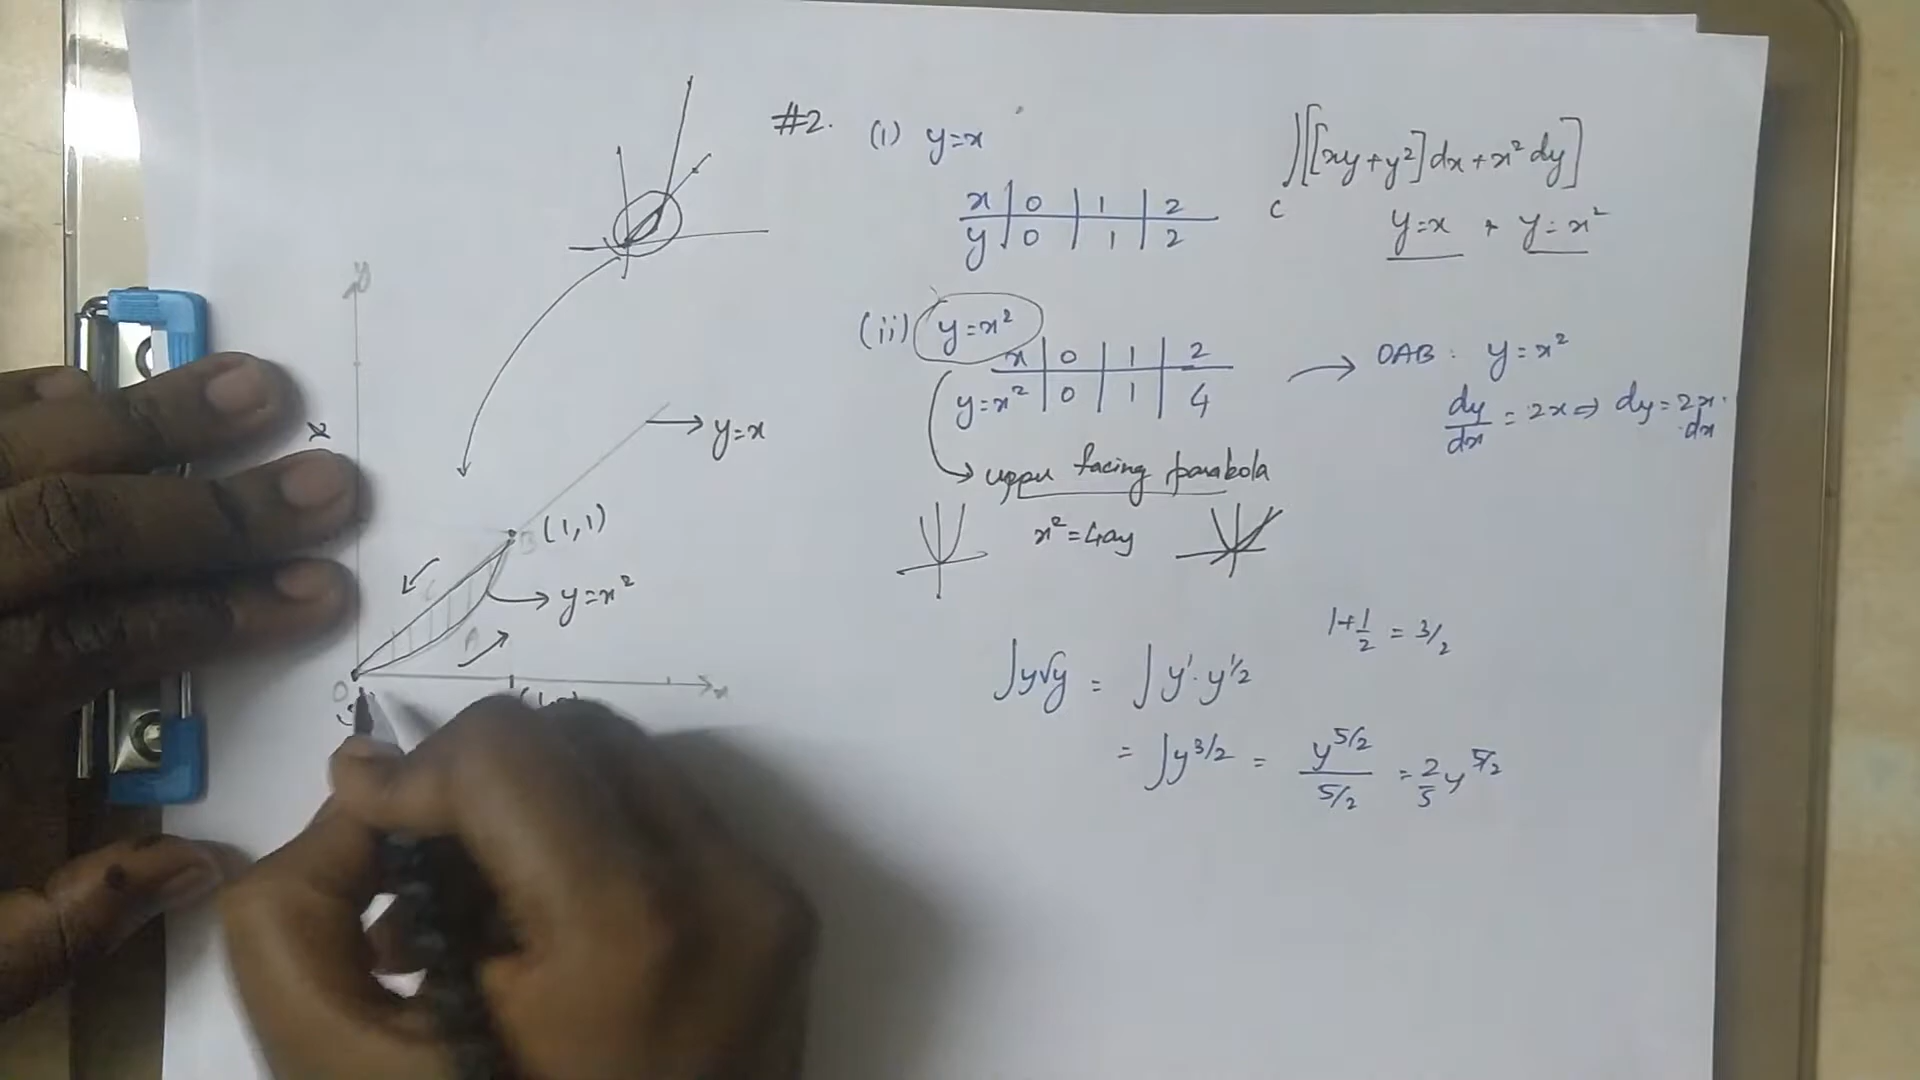 #2. (i) y=x
x | 0 | 1 | 2
y | 0 | 1 | 2
∫[[xy+y²]dx+x²dy]
C
y=x + y=x²
(ii) y=x²
x | 0 | 1 | 2
y=x² | 0 | 1 | 4
upper facing parabola
x²=4ay
OAB: y=x²
dy/dx = 2x ⇒ dy=2x.
.dx
y
x
y=x
(1,1)
B
C
y=x²
A
O
x
1+1/2 = 3/2
∫y√y = ∫y¹.y^1/2
= ∫y^3/2 = y^5/2 / 5/2 = 2/5 y^5/2